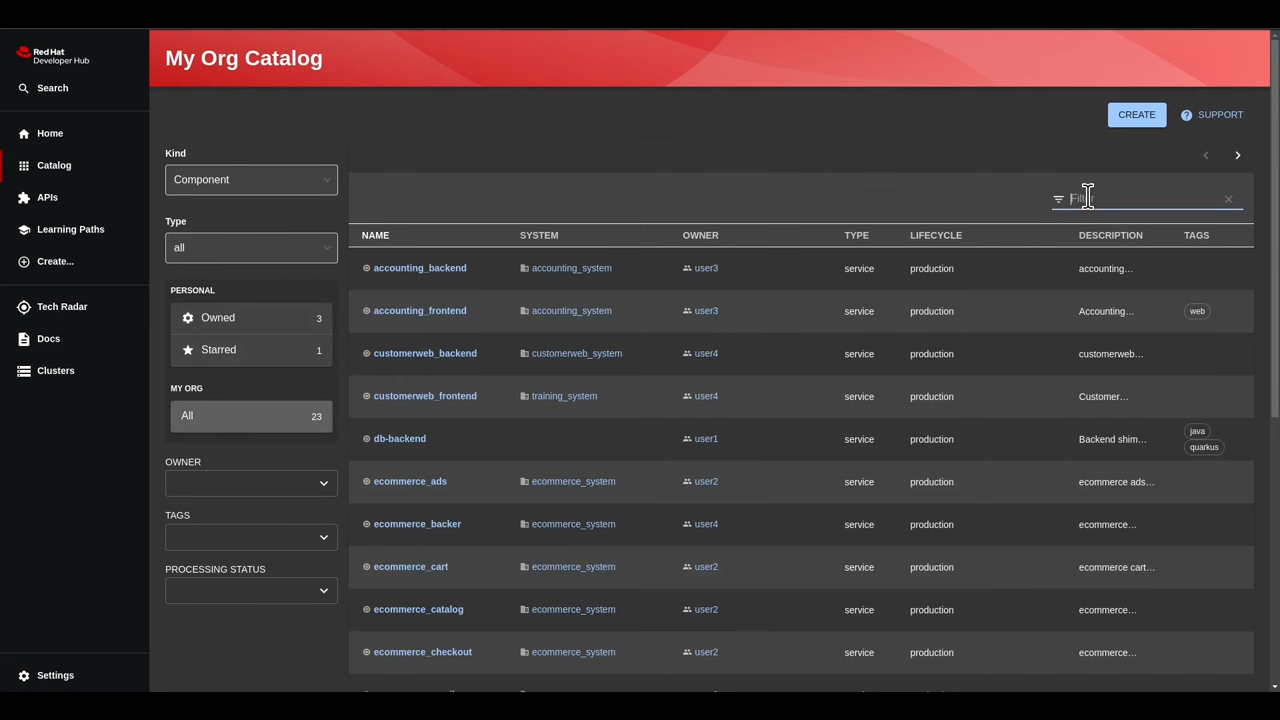 Red Hat
Developer Hub
Search
Home
Catalog
APIs
Learning Paths
Create...
Tech Radar
Docs
Clusters
Settings
My Org Catalog
CREATE
SUPPORT
Kind
Component
Type
all
PERSONAL
Owned 3
Starred 1
MY ORG
All 23
OWNER
TAGS
PROCESSING STATUS
Filter
NAME SYSTEM OWNER TYPE LIFECYCLE DESCRIPTION TAGS
accounting_backend accounting_system user3 service production accounting…
accounting_frontend accounting_system user3 service production Accounting… web
customerweb_backend customerweb_system user4 service production customerweb…
customerweb_frontend training_system user4 service production Customer…
db-backend user1 service production Backend shim… java
quarkus
ecommerce_ads ecommerce_system user2 service production ecommerce ads…
ecommerce_backer ecommerce_system user4 service production ecommerce…
ecommerce_cart ecommerce_system user2 service production ecommerce cart…
ecommerce_catalog ecommerce_system user2 service production ecommerce…
ecommerce_checkout ecommerce_system user2 service production ecommerce…